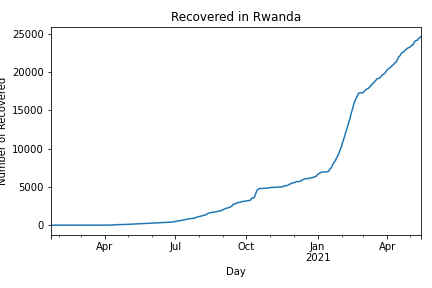 Recovered in Rwanda
25000
20000
15000
10000
5000
0
Number of Recovered
Apr
Jul
Oct
Jan
2021
Apr
Day